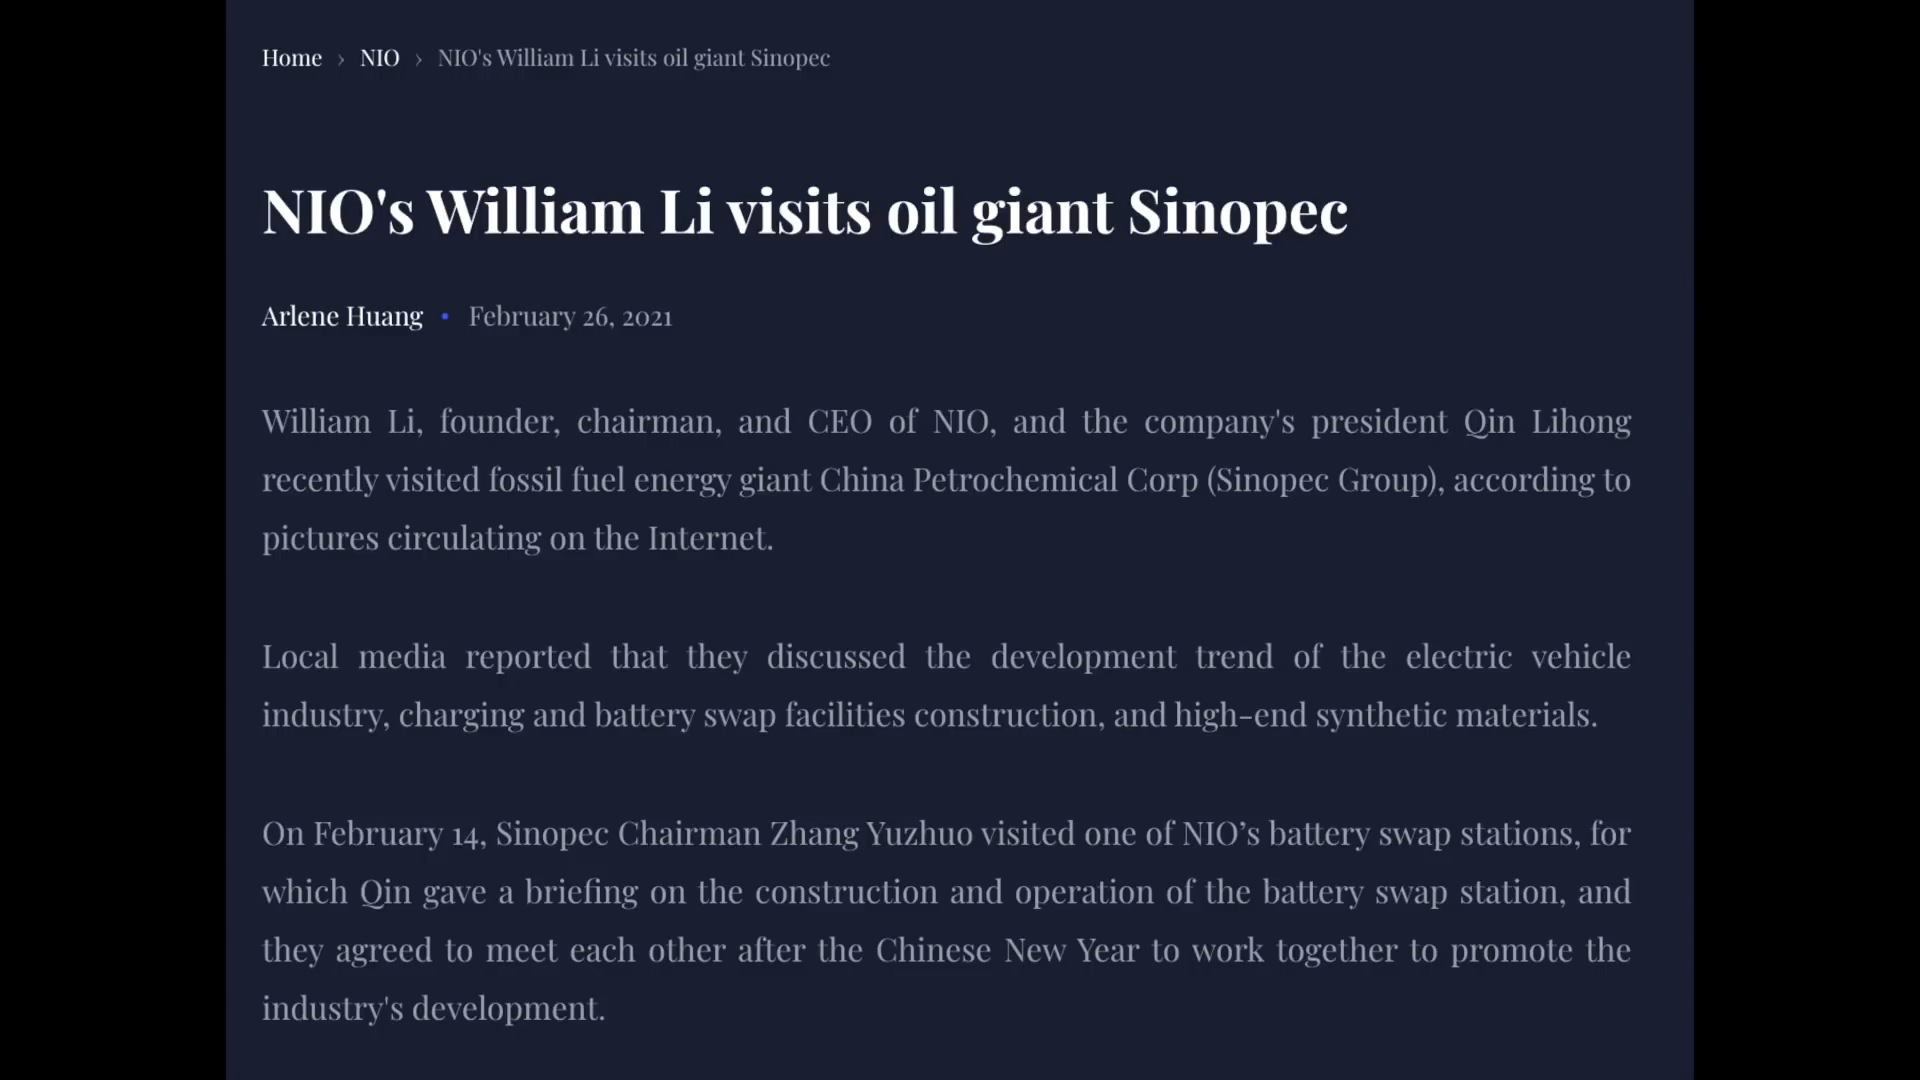 Home › NIO › NIO's William Li visits oil giant Sinopec
NIO's William Li visits oil giant Sinopec
Arlene Huang • February 26, 2021
William Li, founder, chairman, and CEO of NIO, and the company's president Qin Lihong
recently visited fossil fuel energy giant China Petrochemical Corp (Sinopec Group), according to
pictures circulating on the Internet.
Local media reported that they discussed the development trend of the electric vehicle
industry, charging and battery swap facilities construction, and high-end synthetic materials.
On February 14, Sinopec Chairman Zhang Yuzhuo visited one of NIO’s battery swap stations, for
which Qin gave a briefing on the construction and operation of the battery swap station, and
they agreed to meet each other after the Chinese New Year to work together to promote the
industry's development.